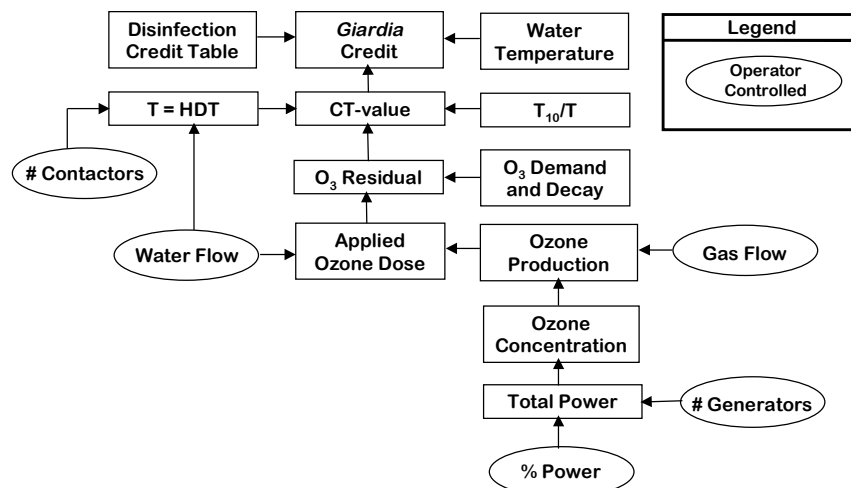 Disinfection
Credit Table
Giardia
Credit
Water
Temperature
Legend
Operator
Controlled
T = HDT
CT-value
T₁₀/T
# Contactors
O₃ Residual
O₃ Demand
and Decay
Water Flow
Applied
Ozone Dose
Ozone
Production
Gas Flow
Ozone
Concentration
Total Power
# Generators
% Power